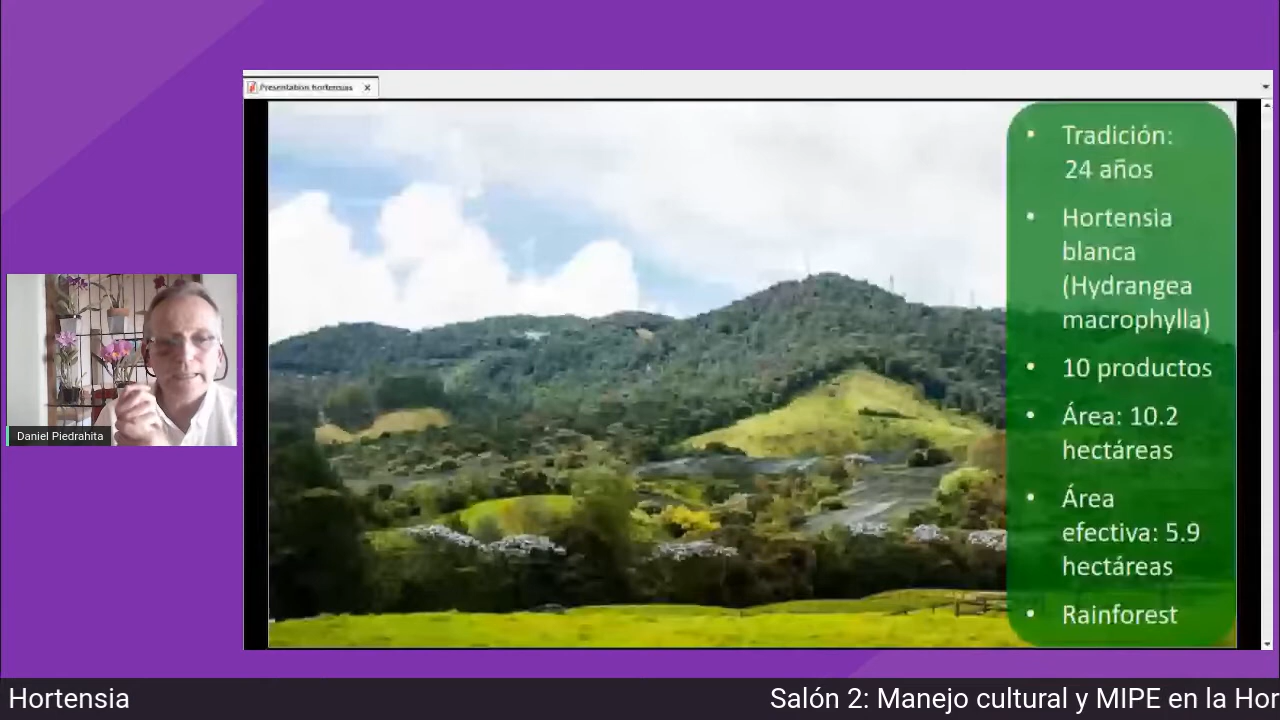 Presentation hortensias
Tradición:
24 años
Hortensia
blanca
(Hydrangea
macrophylla)
10 productos
Área: 10.2
hectáreas
Área
efectiva: 5.9
hectáreas
Rainforest
Daniel Piedrahita
Hortensia
Salón 2: Manejo cultural y MIPE en la Hor